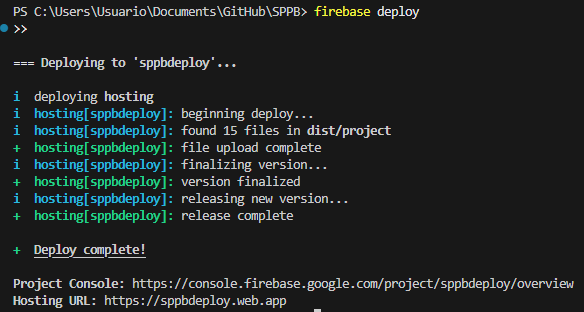 PS C:\Users\Usuario\Documents\GitHub\SPPB> firebase deploy
>>
=== Deploying to 'sppbdeploy'...
i deploying hosting
i hosting[sppbdeploy]: beginning deploy...
i hosting[sppbdeploy]: found 15 files in dist/project
+ hosting[sppbdeploy]: file upload complete
i hosting[sppbdeploy]: finalizing version...
+ hosting[sppbdeploy]: version finalized
i hosting[sppbdeploy]: releasing new version...
+ hosting[sppbdeploy]: release complete
+ Deploy complete!
Project Console: https://console.firebase.google.com/project/sppbdeploy/overview
Hosting URL: https://sppbdeploy.web.app